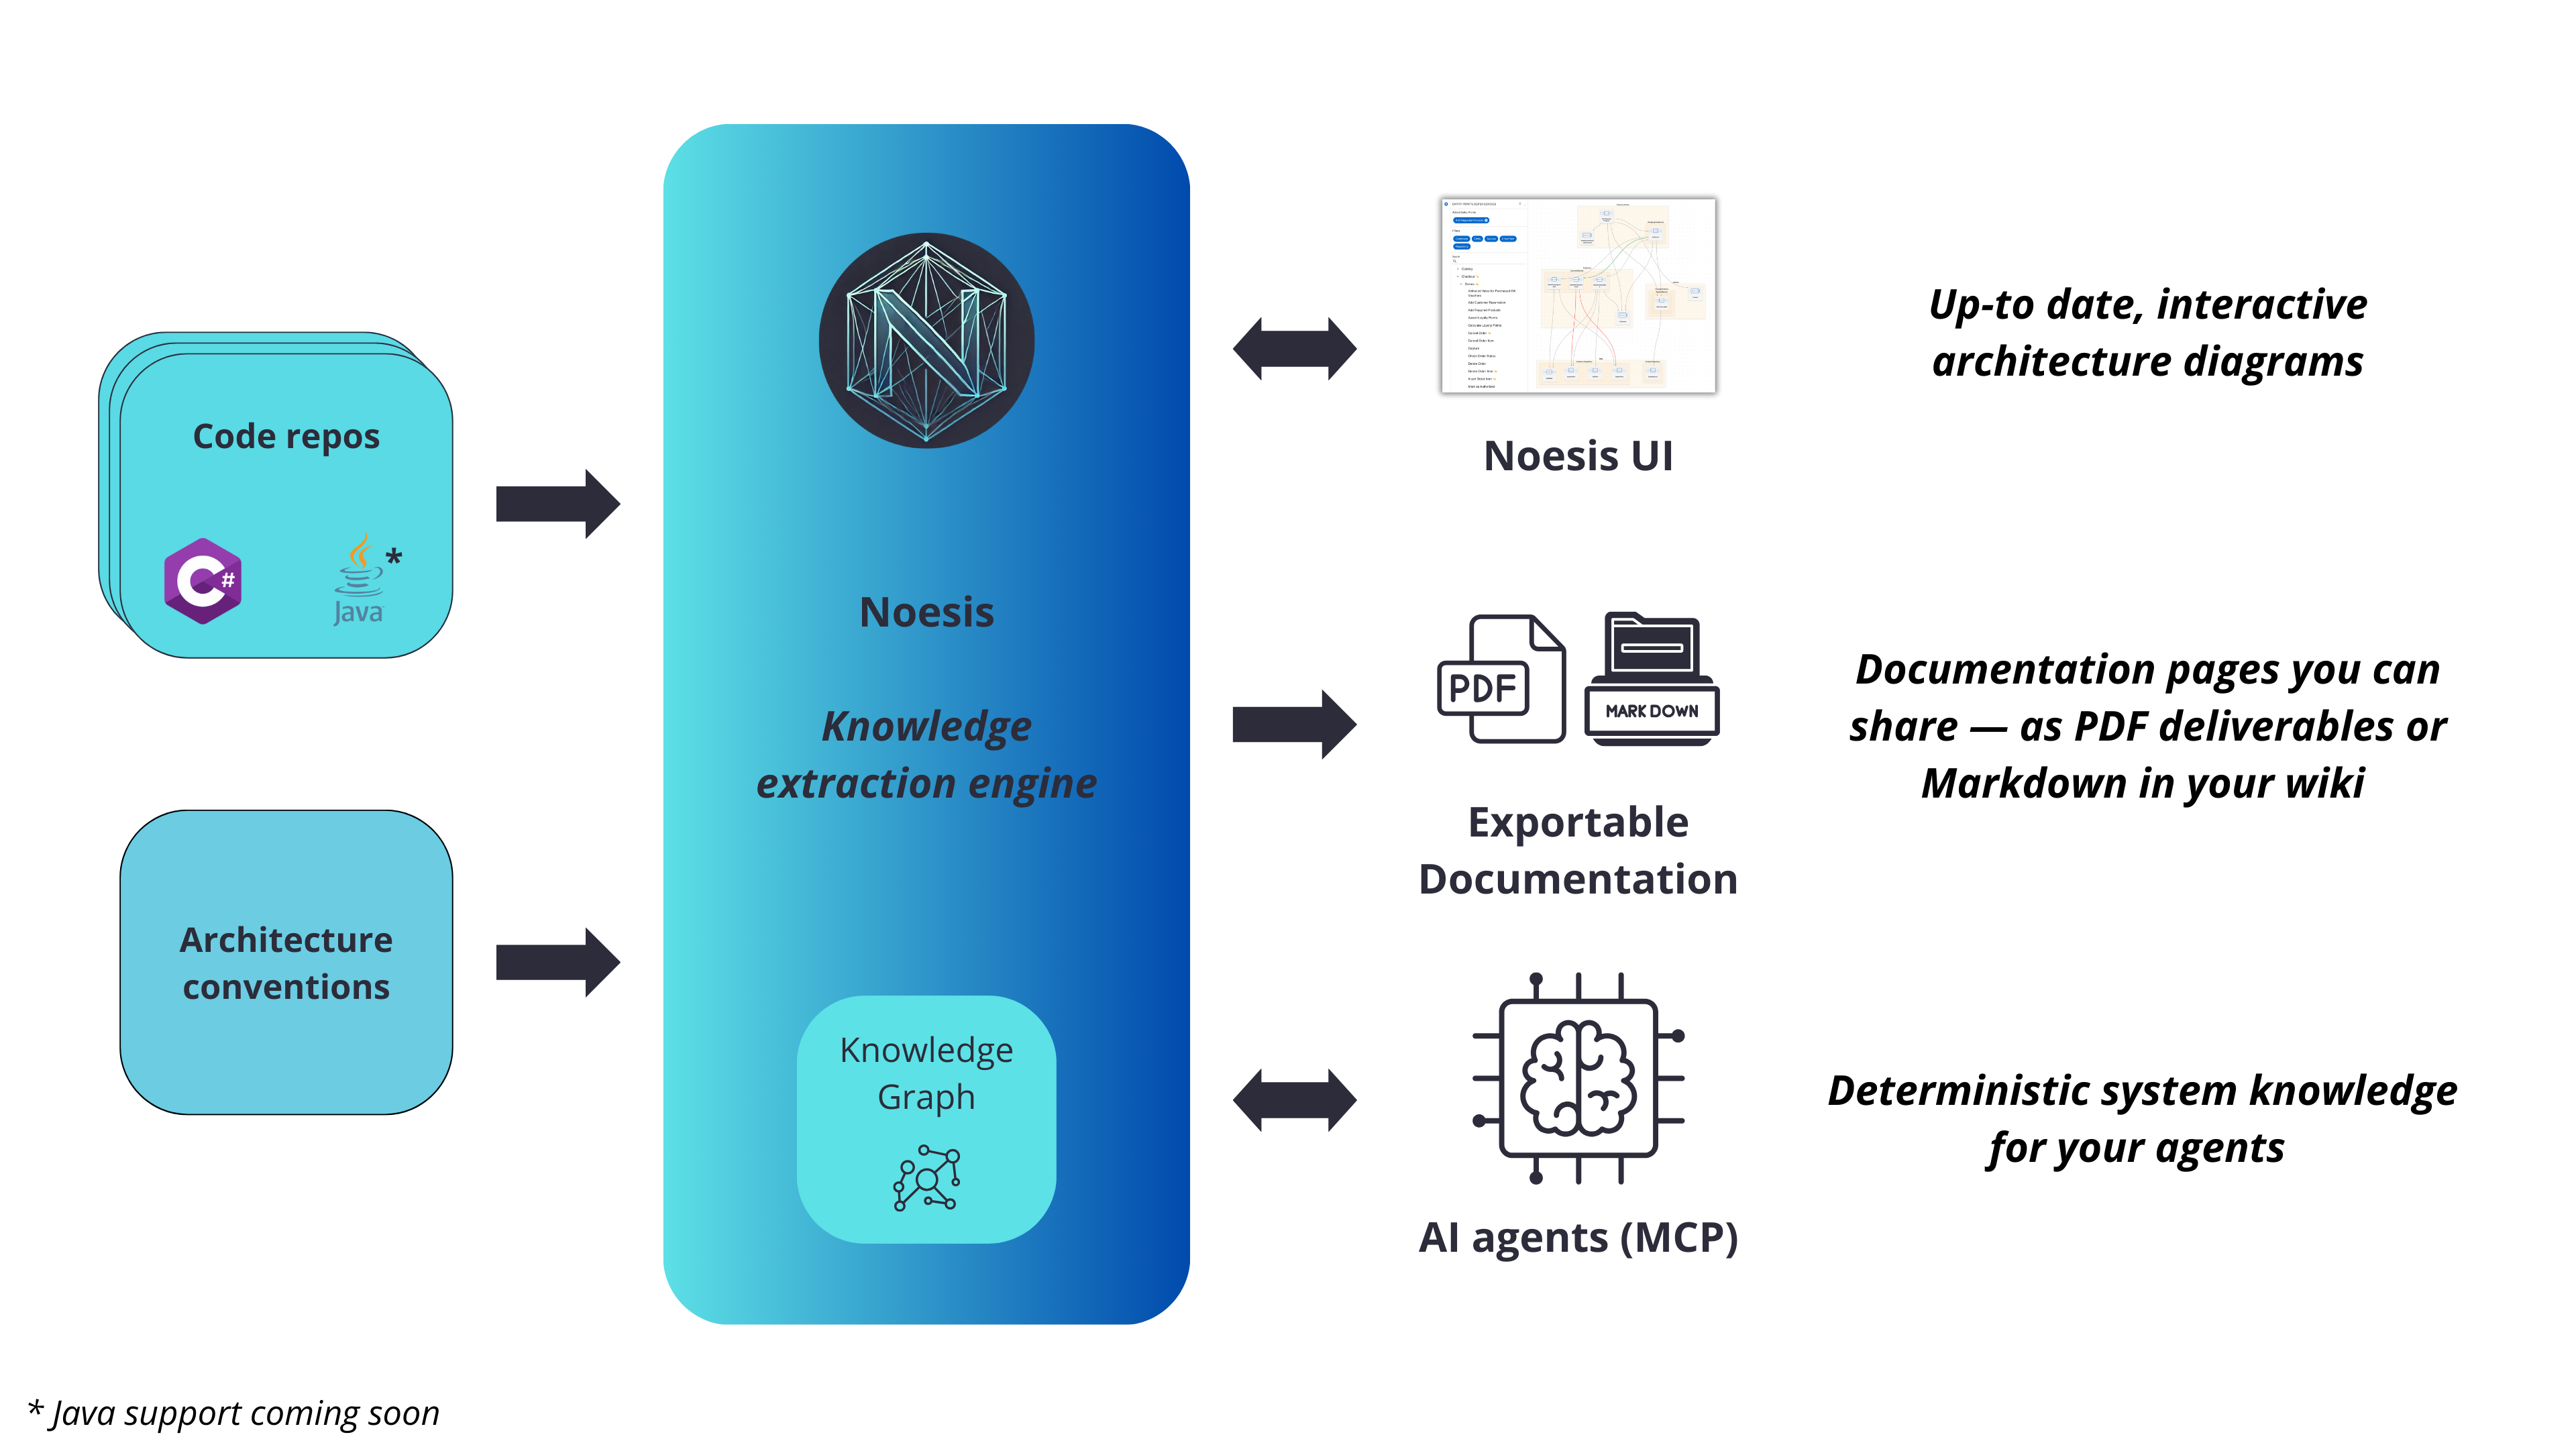 Code repos
#
*
Java
Architecture
conventions
N
Noesis
Knowledge
extraction engine
Knowledge
Graph
Noesis UI
Up-to date, interactive
architecture diagrams
PDF
MARK DOWN
Exportable
Documentation
Documentation pages you can
share — as PDF deliverables or
Markdown in your wiki
AI agents (MCP)
Deterministic system knowledge
for your agents
* Java support coming soon